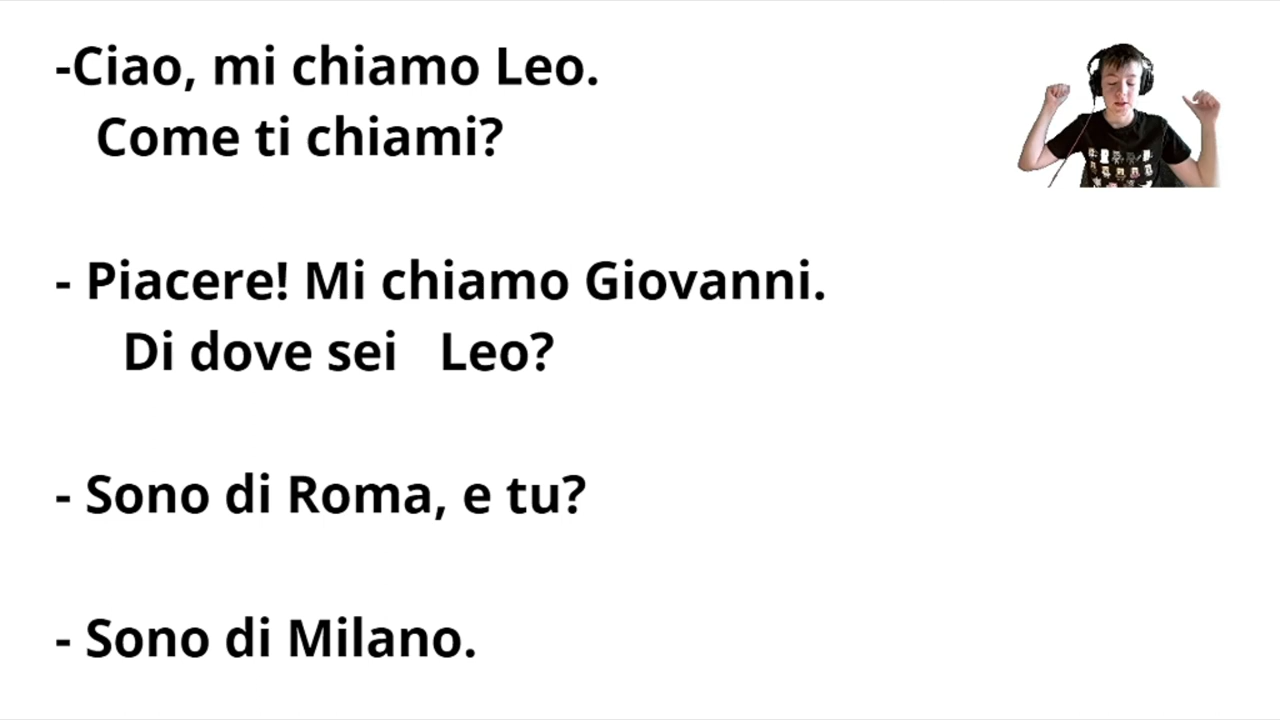 -Ciao, mi chiamo Leo.
Come ti chiami?
- Piacere! Mi chiamo Giovanni.
Di dove sei Leo?
- Sono di Roma, e tu?
- Sono di Milano.